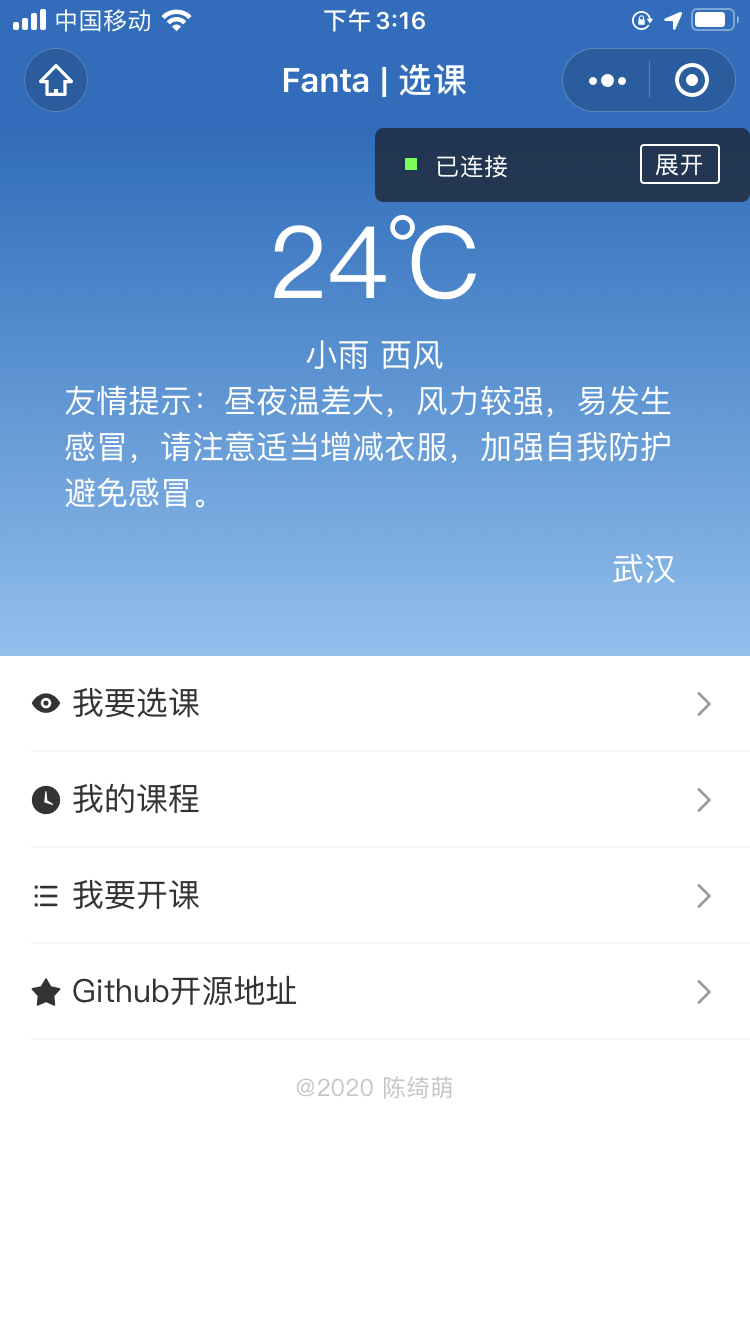 中国移动
下午3:16
Fanta | 选课
已连接
展开
24℃
小雨 西风
友情提示：昼夜温差大，风力较强，易发生
感冒，请注意适当增减衣服，加强自我防护
避免感冒。
武汉
我要选课
我的课程
我要开课
Github开源地址
@2020 陈绮萌